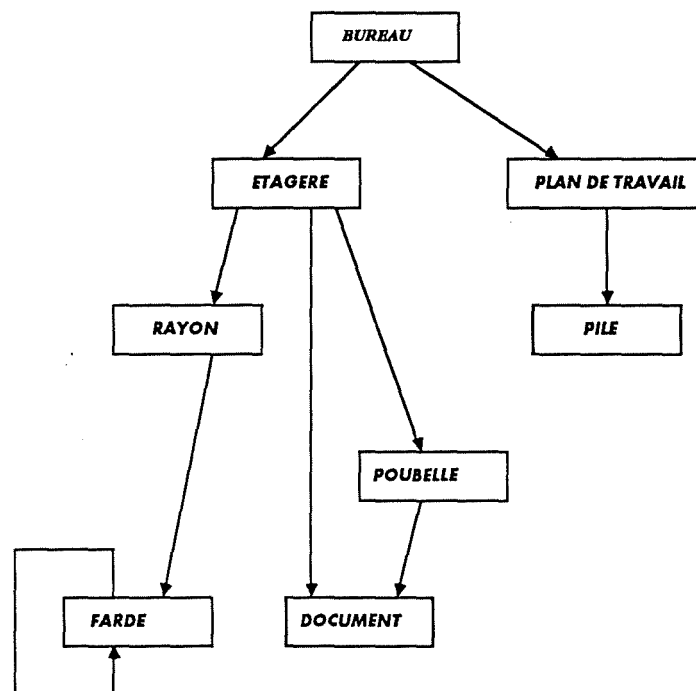 BUREAU
ETAGERE
PLAN DE TRAVAIL
RAYON
PILE
POUBELLE
FARDE
DOCUMENT